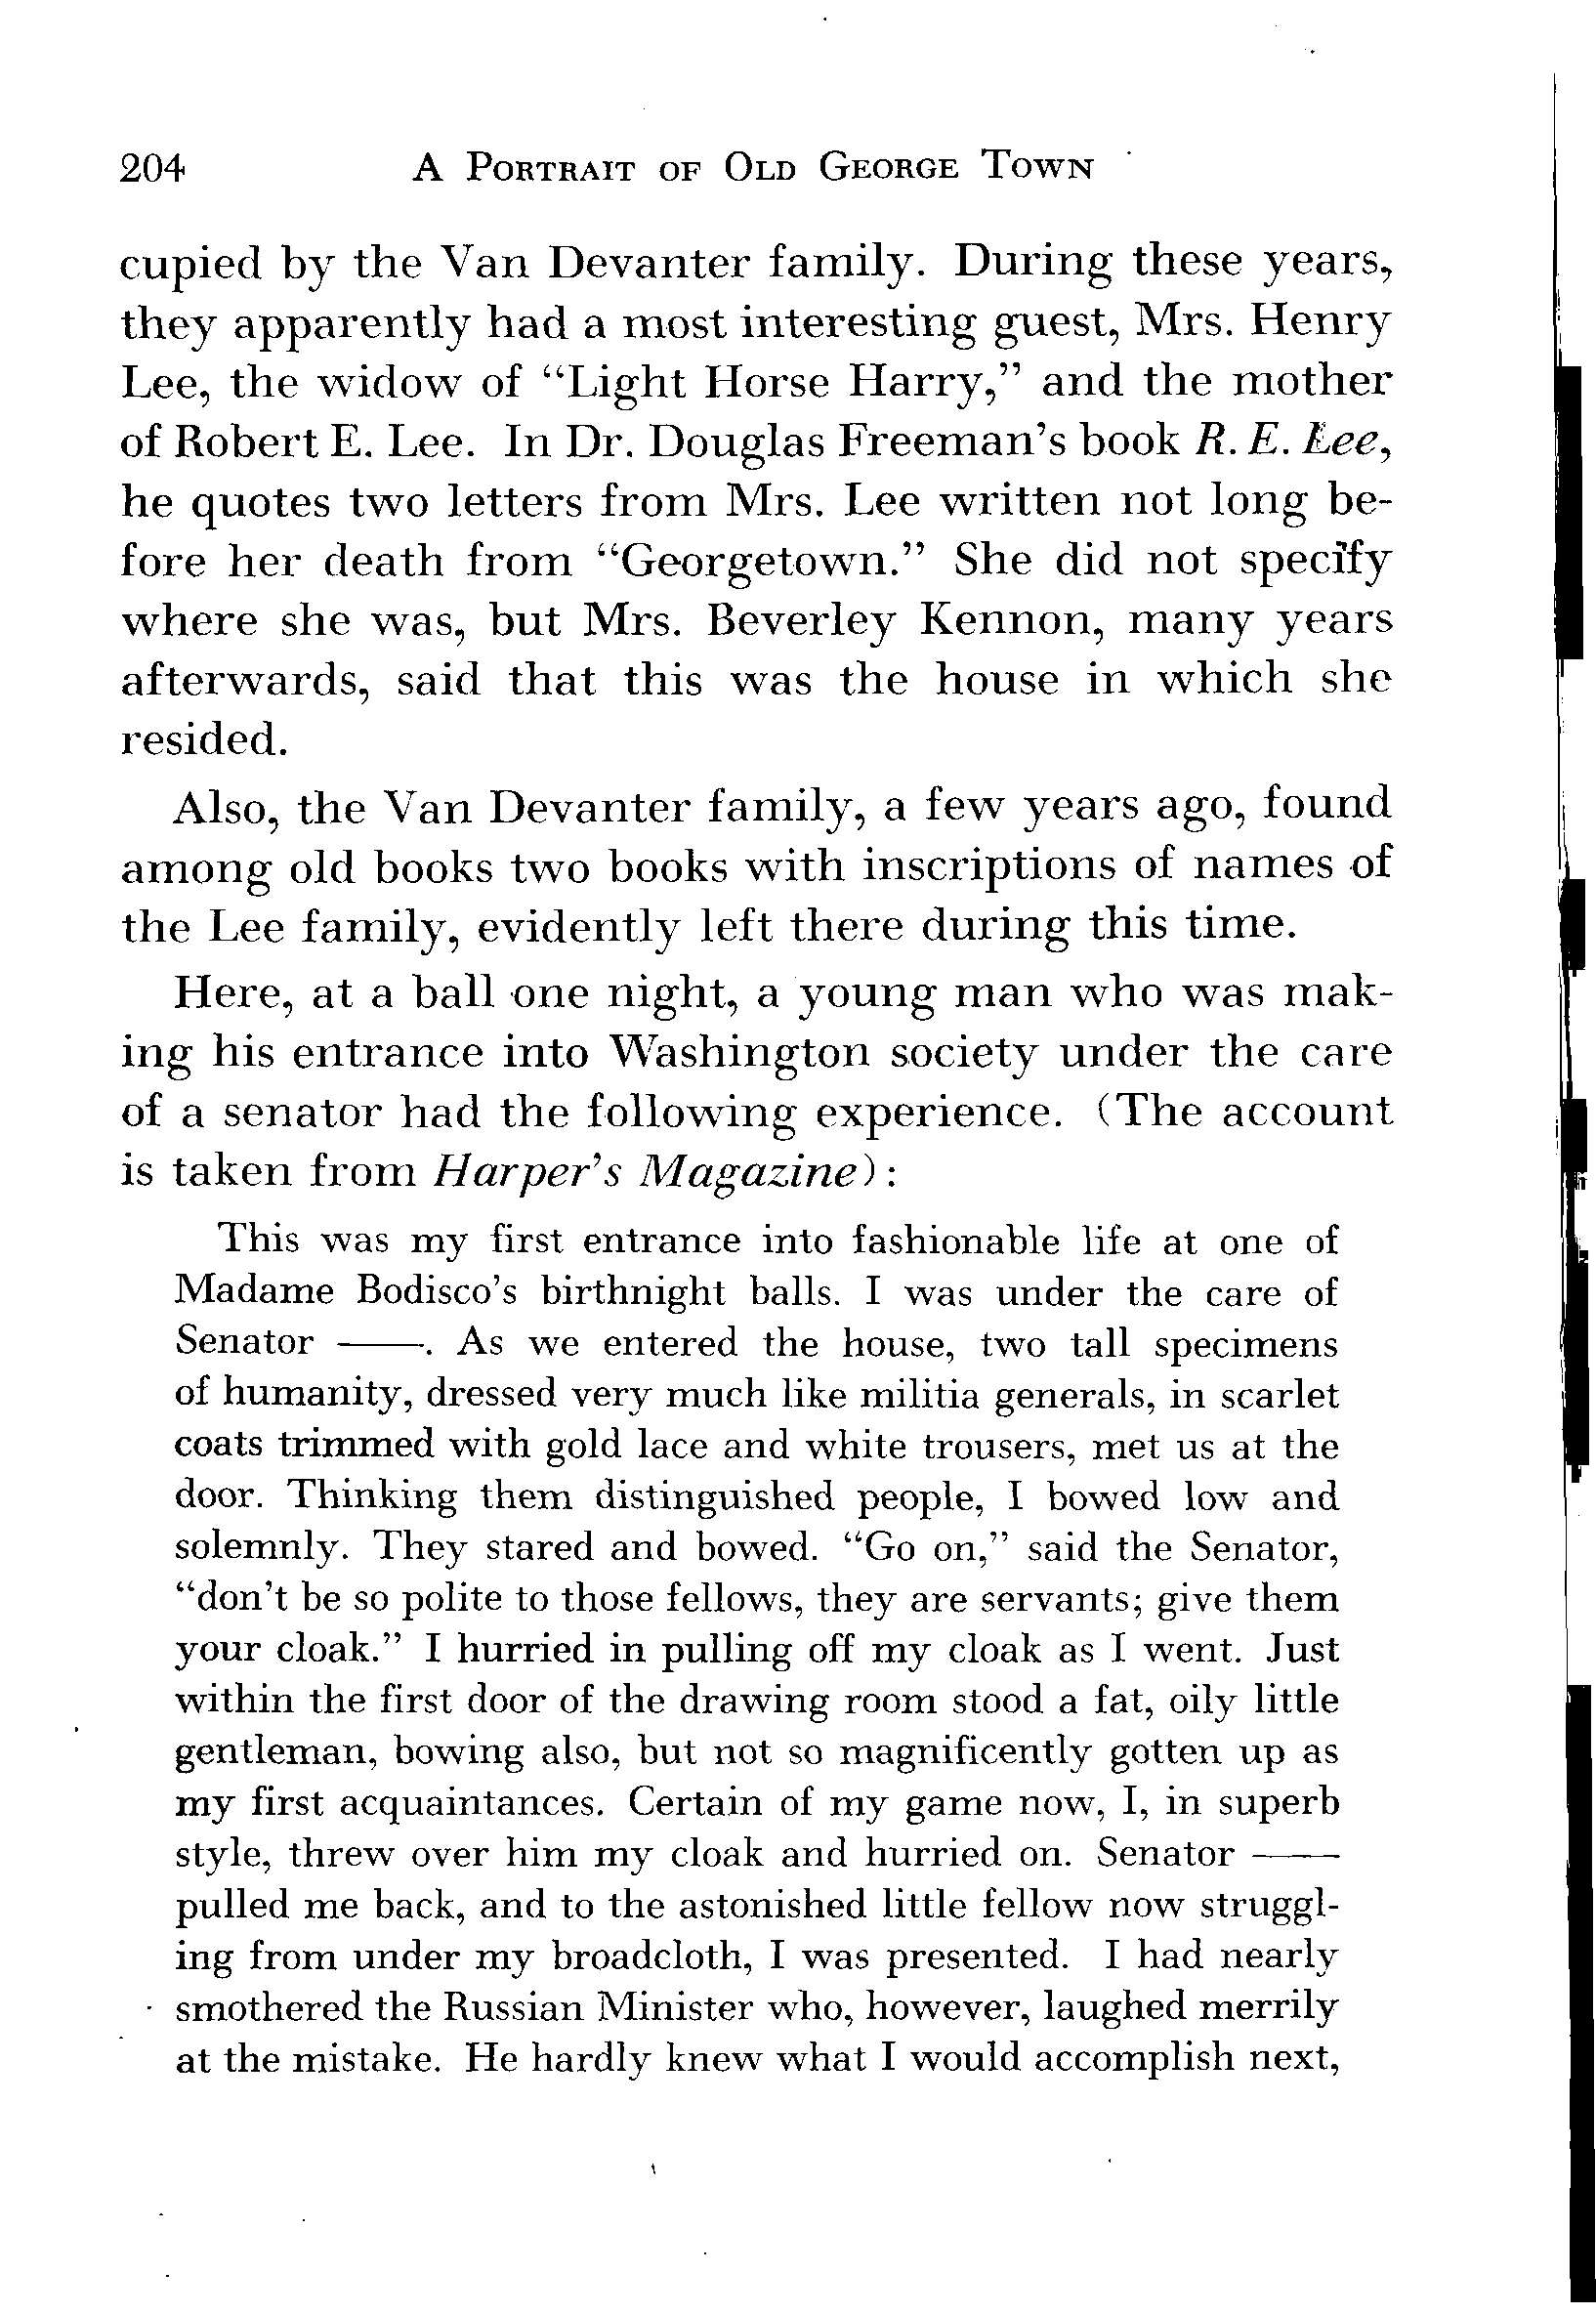 204 A Portrait of Old George Town
cupied by the Van Devanter family. During these years,
they apparently had a most interesting guest, Mrs. Henry
Lee, the widow of “Light Horse Harry,” and the mother
of Robert E. Lee. In Dr. Douglas Freeman’s book R. E. Lee,
he quotes two letters from Mrs. Lee written not long be-
fore her death from “Georgetown.” She did not specify
where she was, but Mrs. Beverley Kennon, many years
afterwards, said that this was the house in which she
resided.
Also, the Van Devanter family, a few years ago, found
among old books two books with inscriptions of names of
the Lee family, evidently left there during this time.
Here, at a ball one night, a young man who was mak-
ing his entrance into Washington society under the care
of a senator had the following experience. (The account
is taken from Harper’s Magazine):
This was my first entrance into fashionable life at one of
Madame Bodisco’s birthnight balls. I was under the care of
Senator ——. As we entered the house, two tall specimens
of humanity, dressed very much like militia generals, in scarlet
coats trimmed with gold lace and white trousers, met us at the
door. Thinking them distinguished people, I bowed low and
solemnly. They stared and bowed. “Go on,” said the Senator,
“don’t be so polite to those fellows, they are servants; give them
your cloak.” I hurried in pulling off my cloak as I went. Just
within the first door of the drawing room stood a fat, oily little
gentleman, bowing also, but not so magnificently gotten up as
my first acquaintances. Certain of my game now, I, in superb
style, threw over him my cloak and hurried on. Senator ——
pulled me back, and to the astonished little fellow now struggl-
ing from under my broadcloth, I was presented. I had nearly
smothered the Russian Minister who, however, laughed merrily
at the mistake. He hardly knew what I would accomplish next,